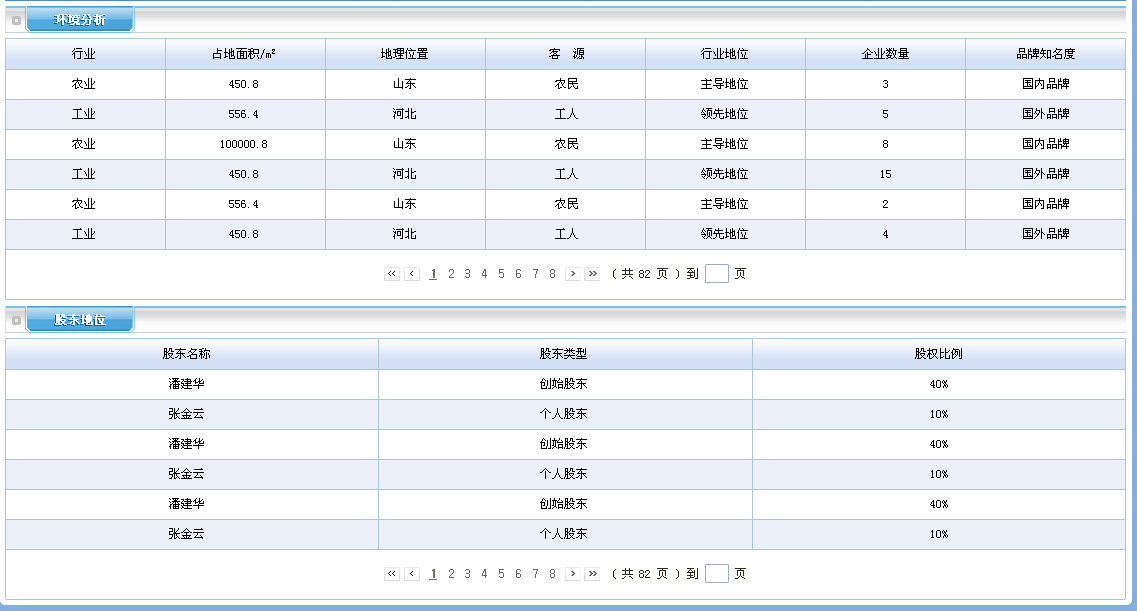 环境分析
行业 占地面积/㎡ 地理位置 客 源 行业地位 企业数量 品牌知名度
农业 450.8 山东 农民 主导地位 3 国内品牌
工业 556.4 河北 工人 领先地位 5 国外品牌
农业 100000.8 山东 农民 主导地位 8 国内品牌
工业 450.8 河北 工人 领先地位 15 国外品牌
农业 556.4 山东 农民 主导地位 2 国内品牌
工业 450.8 河北 工人 领先地位 4 国外品牌
« ‹ 1 2 3 4 5 6 7 8 › » ( 共 82 页 ) 到 页
股东地位
股东名称 股东类型 股权比例
潘建华 创始股东 40%
张金云 个人股东 10%
潘建华 创始股东 40%
张金云 个人股东 10%
潘建华 创始股东 40%
张金云 个人股东 10%
« ‹ 1 2 3 4 5 6 7 8 › » ( 共 82 页 ) 到 页